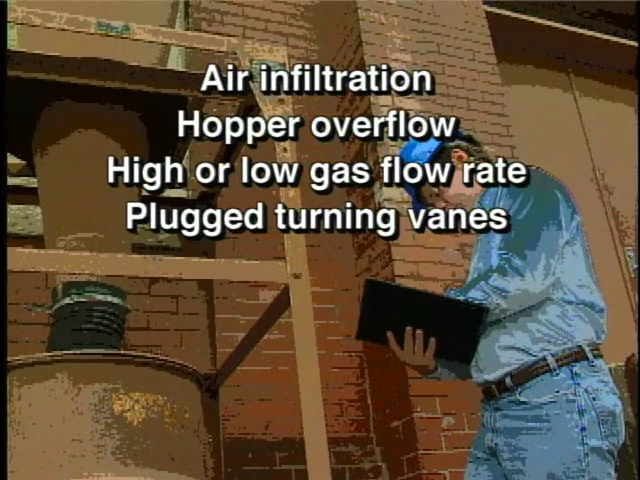 Air infiltration
Hopper overflow
High or low gas flow rate
Plugged turning vanes